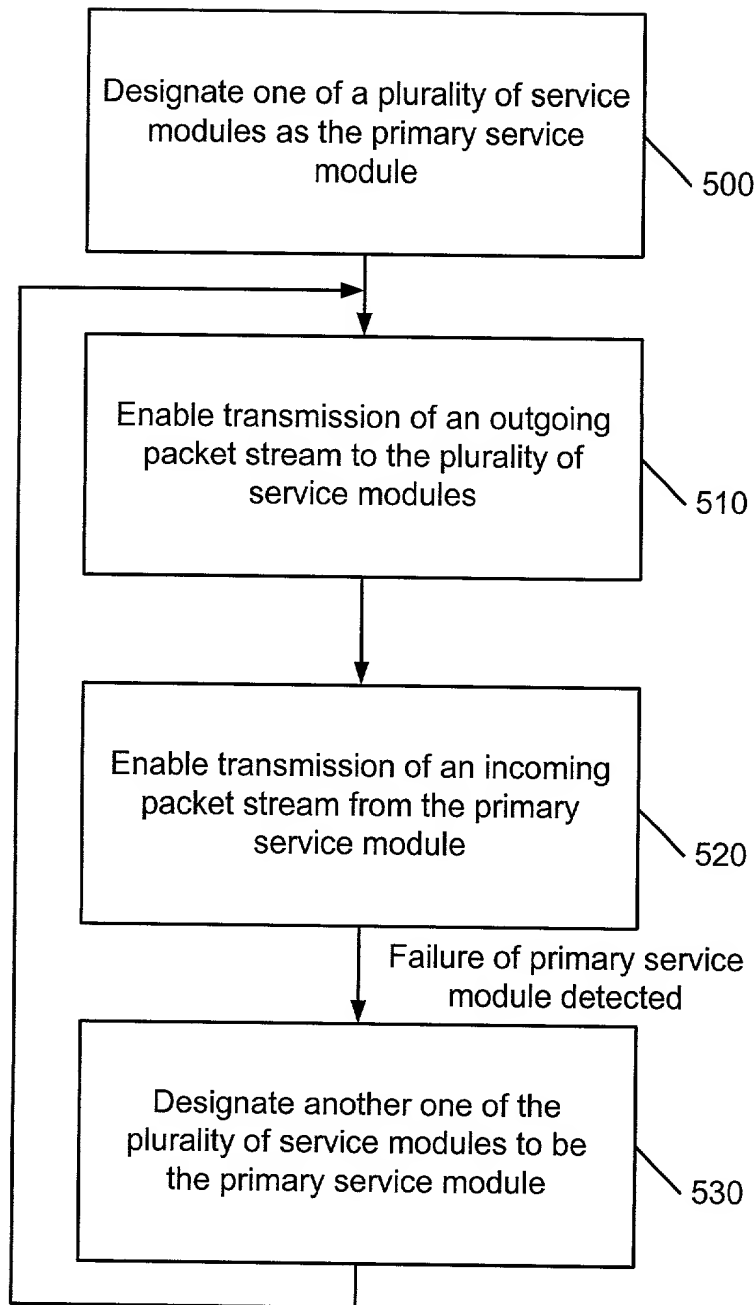 Designate one of a plurality of service
modules as the primary service
module
500
Enable transmission of an outgoing
packet stream to the plurality of
service modules
510
Enable transmission of an incoming
packet stream from the primary
service module
520
Failure of primary service
module detected
Designate another one of the
plurality of service modules to be
the primary service module
530